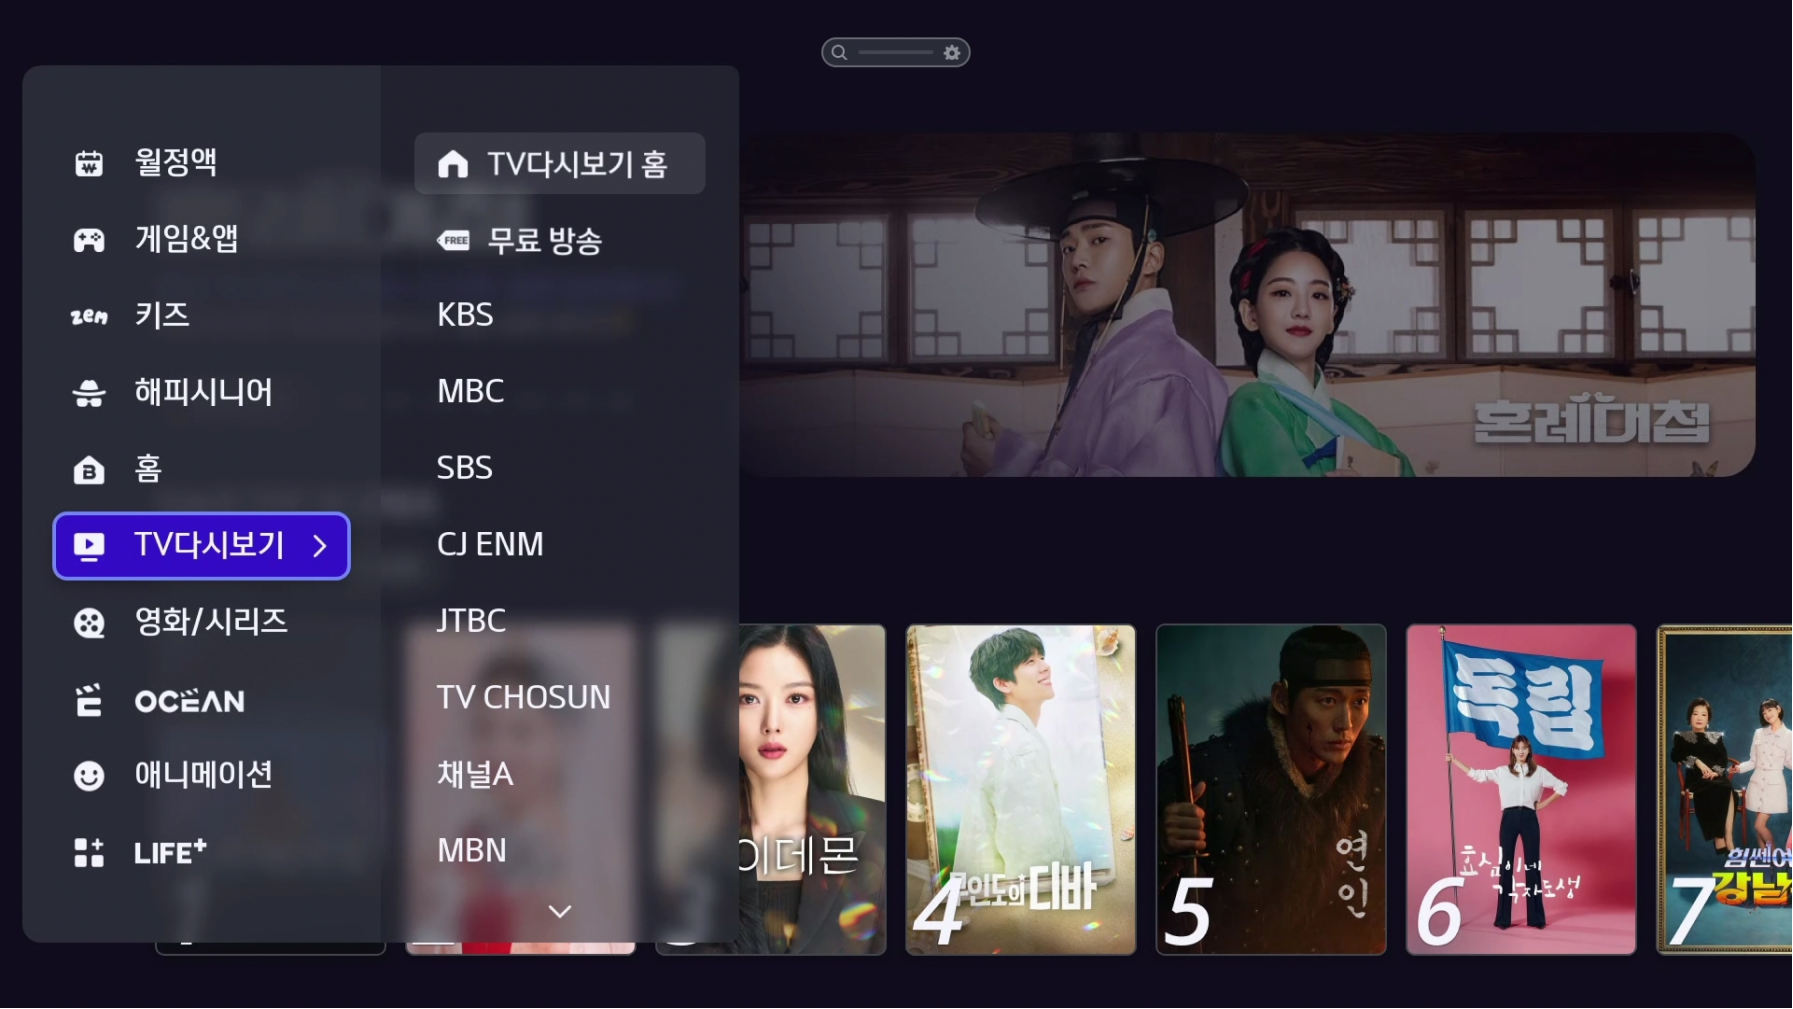 월정액
게임&앱
zem 키즈
해피시니어
B 홈
TV다시보기
영화/시리즈
OCEAN
애니메이션
LIFE+
TV다시보기 홈
FREE 무료 방송
KBS
MBC
SBS
CJ ENM
JTBC
TV CHOSUN
채널A
MBN
혼례대첩
이데몬
4
무인도의 디바
5
연인
6
독립
효심이네
각자도생
7
힘쎈여
강남